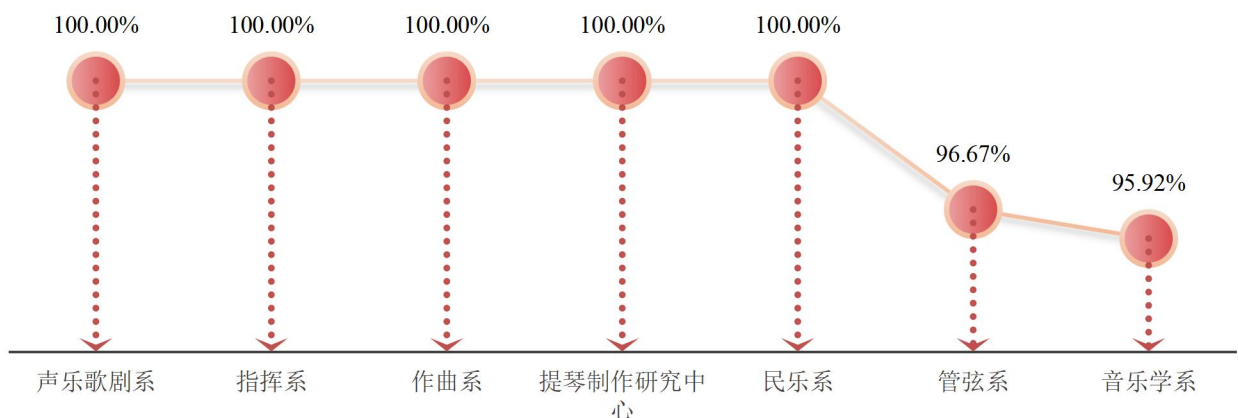 100.00% 100.00% 100.00% 100.00% 100.00%
96.67%
95.92%
声乐歌剧系 指挥系 作曲系 提琴制作研究中 民乐系 管弦系 音乐学系
心